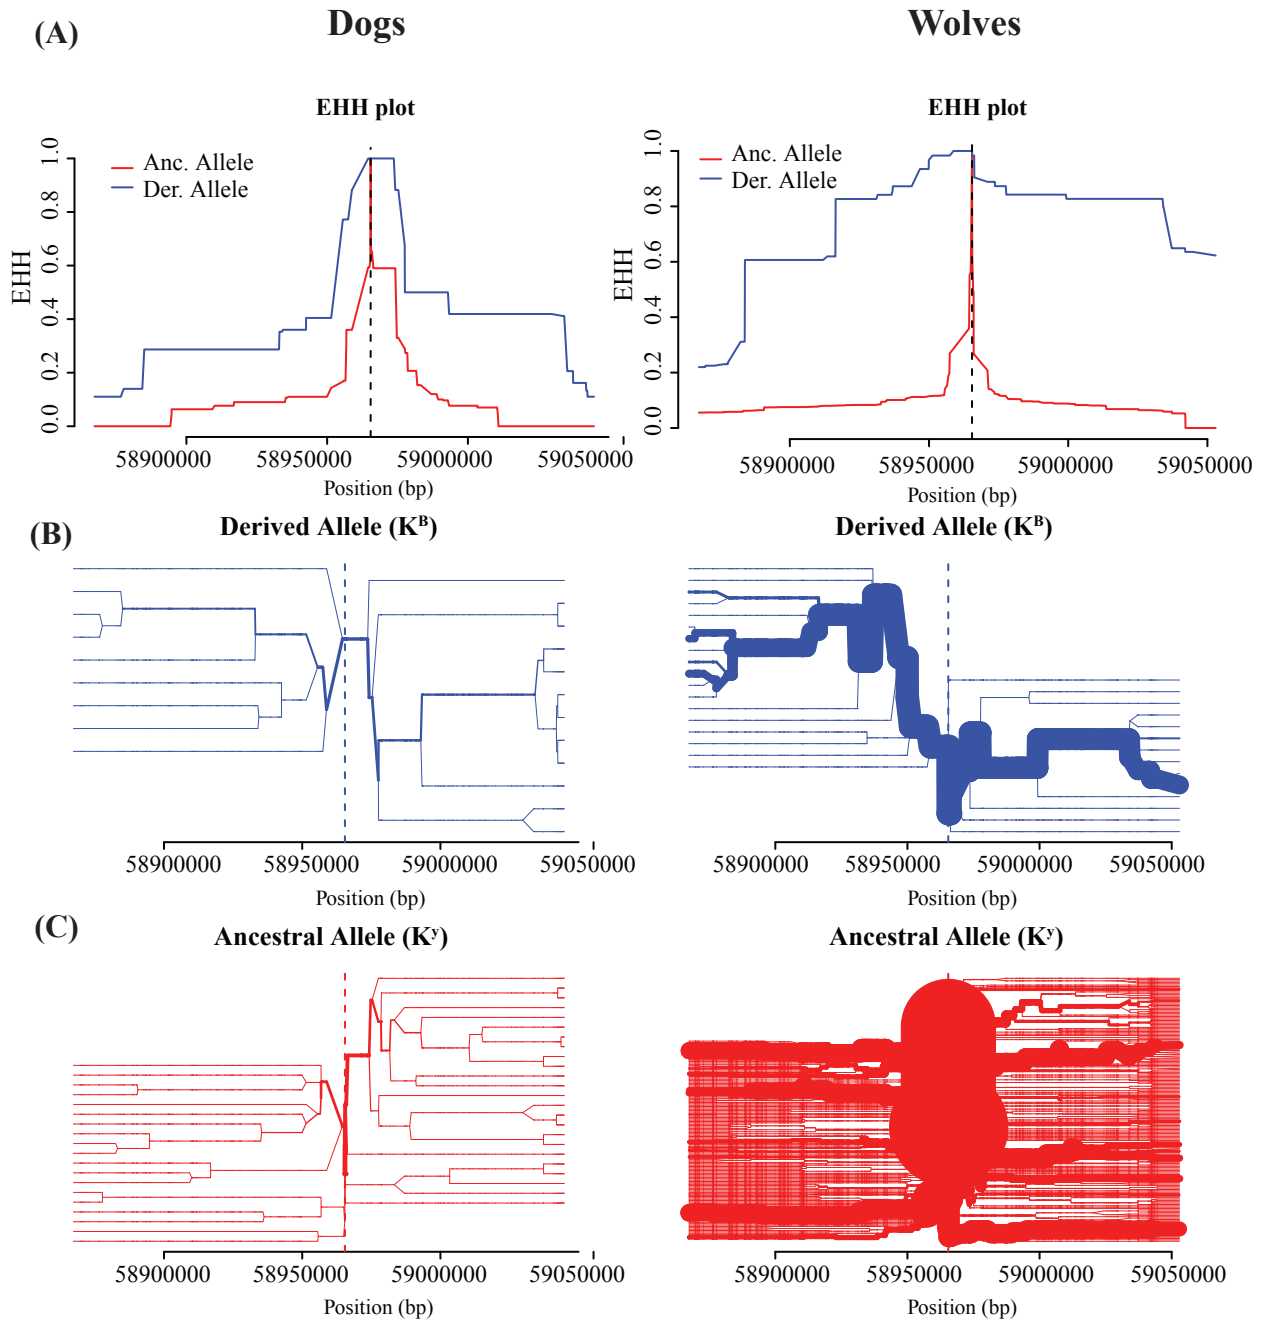 (A)
Dogs
Wolves
EHH plot
EHH plot
Anc. Allele
Der. Allele
Anc. Allele
Der. Allele
EHH
0.0 0.2 0.4 0.6 0.8 1.0
EHH
0.0 0.2 0.4 0.6 0.8 1.0
58900000 58950000 59000000 59050000
Position (bp)
58900000 58950000 59000000 59050000
Position (bp)
(B)
Derived Allele (Kᴮ)
Derived Allele (Kᴮ)
58900000 58950000 59000000 59050000
Position (bp)
58900000 58950000 59000000 59050000
Position (bp)
(C)
Ancestral Allele (Kʸ)
Ancestral Allele (Kʸ)
58900000 58950000 59000000 59050000
Position (bp)
58900000 58950000 59000000 59050000
Position (bp)